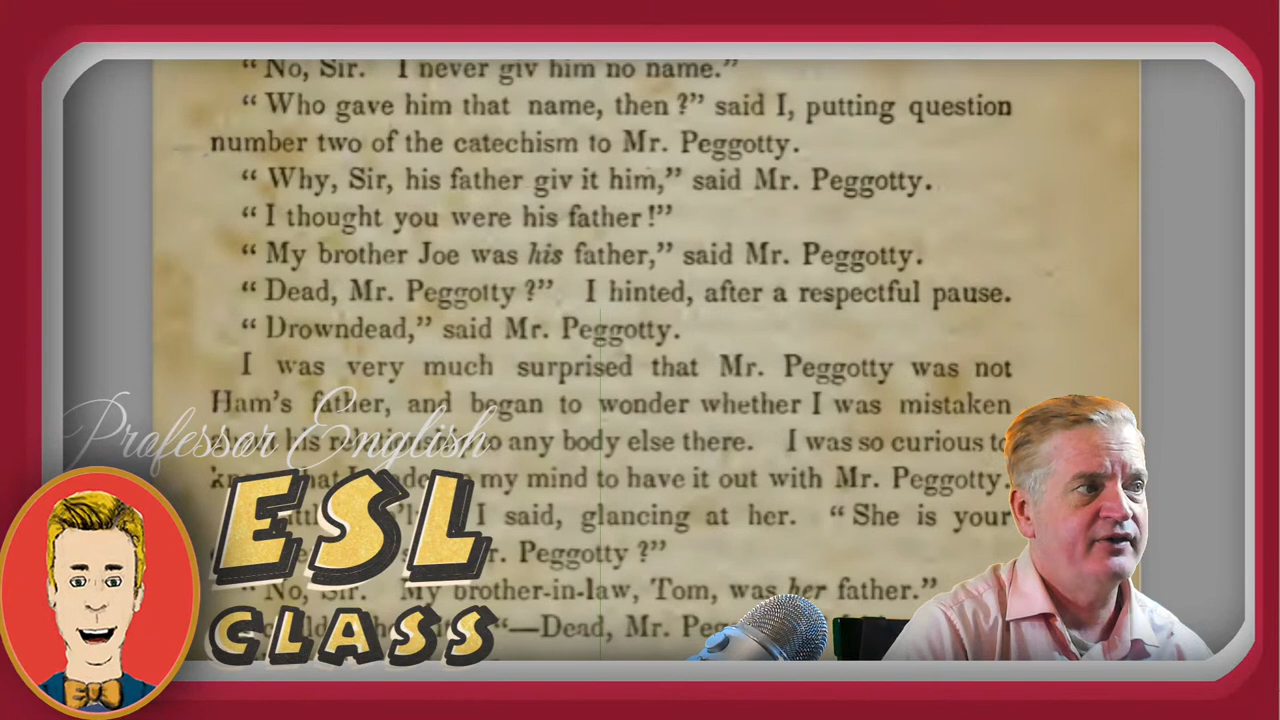 “ No, Sir. I never giv him no name.”
“ Who gave him that name, then ?” said I, putting question
number two of the catechism to Mr. Peggotty.
“ Why, Sir, his father giv it him,” said Mr. Peggotty.
“ I thought you were his father !”
“ My brother Joe was his father,” said Mr. Peggotty.
“ Dead, Mr. Peggotty ?” I hinted, after a respectful pause.
“ Drowndead,” said Mr. Peggotty.
I was very much surprised that Mr. Peggotty was not
Ham’s father, and began to wonder whether I was mistaken
his to any body else there. I was so curious to
my mind to have it out with Mr. Peggotty.
I said, glancing at her. “ She is your
Mr. Peggotty ?”
“ No, Sir. My brother-in-law, Tom, was her father.”
“—Dead, Mr.
Professor English
ESL
CLASS